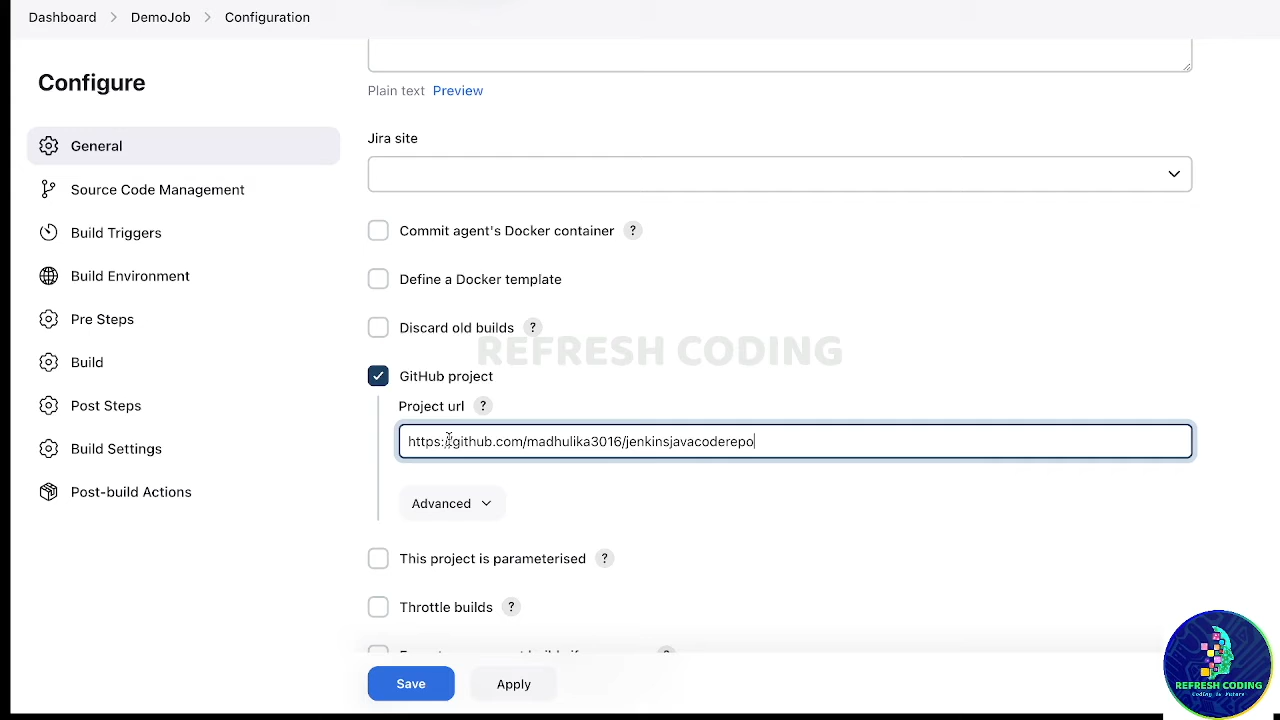 Dashboard > DemoJob > Configuration
Configure
General
Source Code Management
Build Triggers
Build Environment
Pre Steps
Build
Post Steps
Build Settings
Post-build Actions
Plain text Preview
Jira site
Commit agent's Docker container ?
Define a Docker template
Discard old builds ?
REFRESH CODING
GitHub project
Project url ?
https://github.com/madhulika3016/jenkinsjavacoderepo
Advanced
This project is parameterised ?
Throttle builds ?
Save Apply
REFRESH CODING
Coding is Future